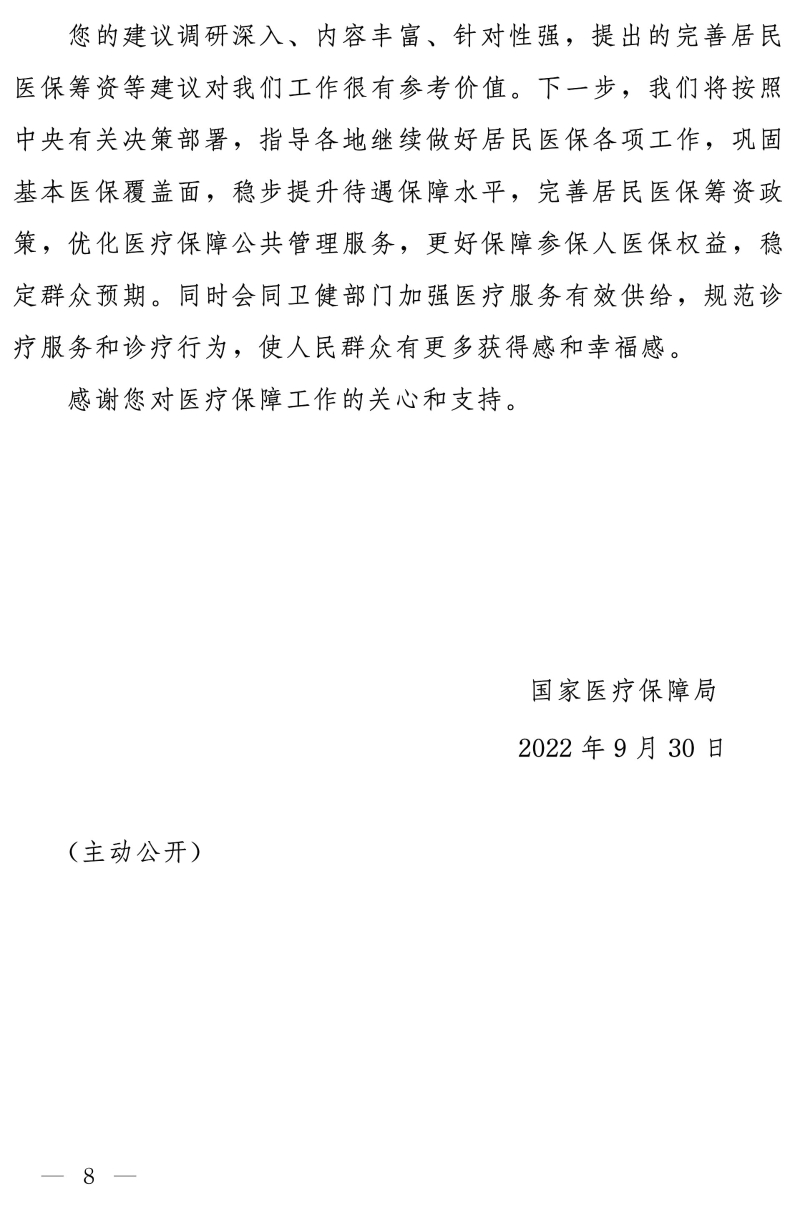 您的建议调研深入、内容丰富、针对性强，提出的完善居民
医保筹资等建议对我们工作很有参考价值。下一步，我们将按照
中央有关决策部署，指导各地继续做好居民医保各项工作，巩固
基本医保覆盖面，稳步提升待遇保障水平，完善居民医保筹资政
策，优化医疗保障公共管理服务，更好保障参保人医保权益，稳
定群众预期。同时会同卫健部门加强医疗服务有效供给，规范诊
疗服务和诊疗行为，使人民群众有更多获得感和幸福感。
感谢您对医疗保障工作的关心和支持。
国家医疗保障局
2022 年 9 月 30 日
（主动公开）
— 8 —